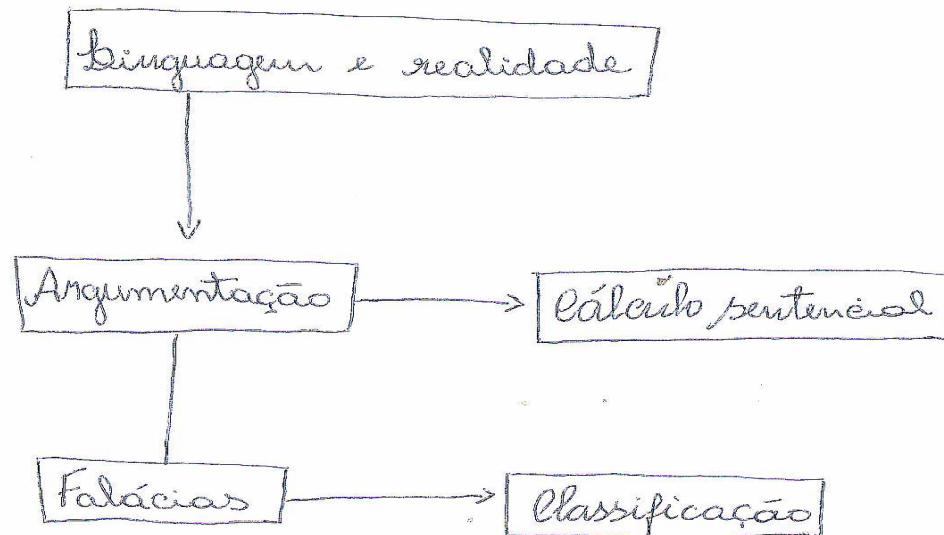 Linguagem e realidade
Argumentação
Cálculo sentencial
Falácias
Classificação